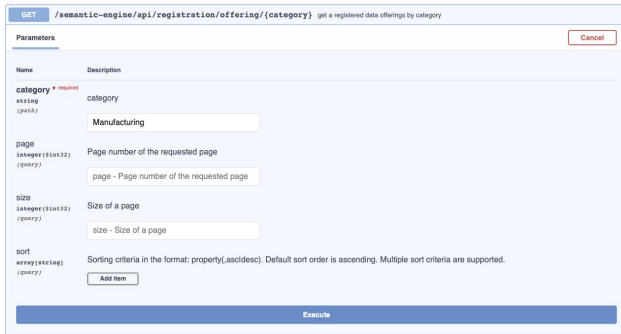 GET /semantic-engine/api/registration/offering/{category} get a registered data offerings by category
Parameters Cancel
Name Description
category * required
string
(path)
category
Manufacturing
page
integer($int32)
(query)
Page number of the requested page
page - Page number of the requested page
size
integer($int32)
(query)
Size of a page
size - Size of a page
sort
array[string]
(query)
Sorting criteria in the format: property(,asc|desc). Default sort order is ascending. Multiple sort criteria are supported.
Add item
Execute